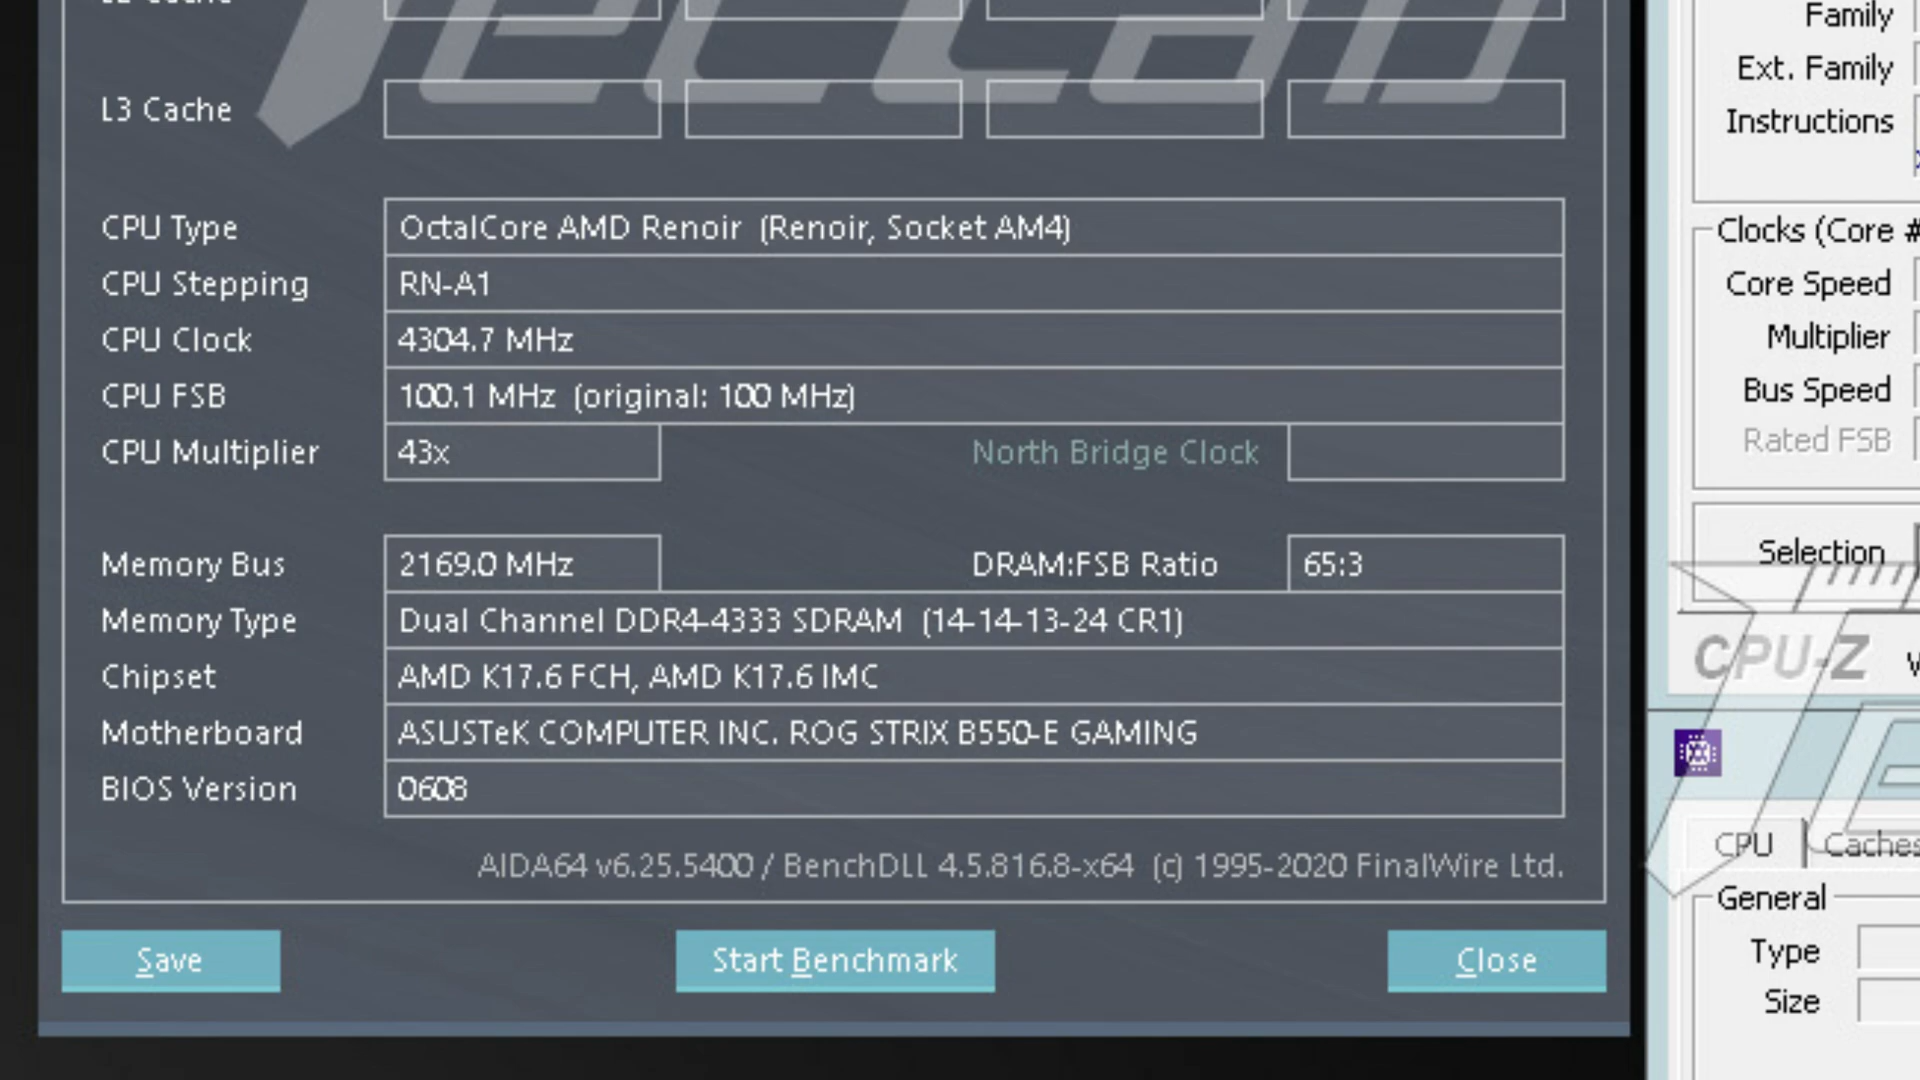 L2 Cache
TecLab
L3 Cache
CPU Type OctalCore AMD Renoir (Renoir, Socket AM4)
CPU Stepping RN-A1
CPU Clock 4304.7 MHz
CPU FSB 100.1 MHz (original: 100 MHz)
CPU Multiplier 43x North Bridge Clock
Memory Bus 2169.0 MHz DRAM:FSB Ratio 65:3
Memory Type Dual Channel DDR4-4333 SDRAM (14-14-13-24 CR1)
Chipset AMD K17.6 FCH, AMD K17.6 IMC
Motherboard ASUSTeK COMPUTER INC. ROG STRIX B550-E GAMING
BIOS Version 0608
AIDA64 v6.25.5400 / BenchDLL 4.5.816.8-x64 (c) 1995-2020 FinalWire Ltd.
Save Start Benchmark Close
Family
Ext. Family
Instructions
Clocks (Core #
Core Speed
Multiplier
Bus Speed
Rated FSB
Selection
CPU-Z
CPU Caches
General
Type
Size